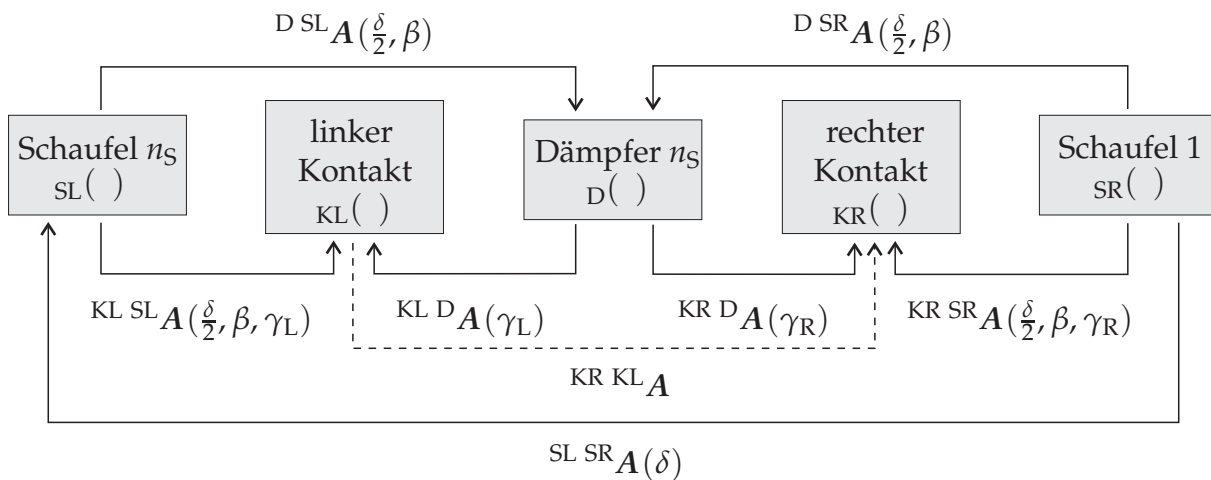 D SL A(δ/2, β) D SR A(δ/2, β)
Schaufel nS
SL( )
linker
Kontakt
KL( )
Dämpfer nS
D( )
rechter
Kontakt
KR( )
Schaufel 1
SR( )
KL SL A(δ/2, β, γL) KL D A(γL) KR D A(γR) KR SR A(δ/2, β, γR)
KR KL A
SL SR A(δ)